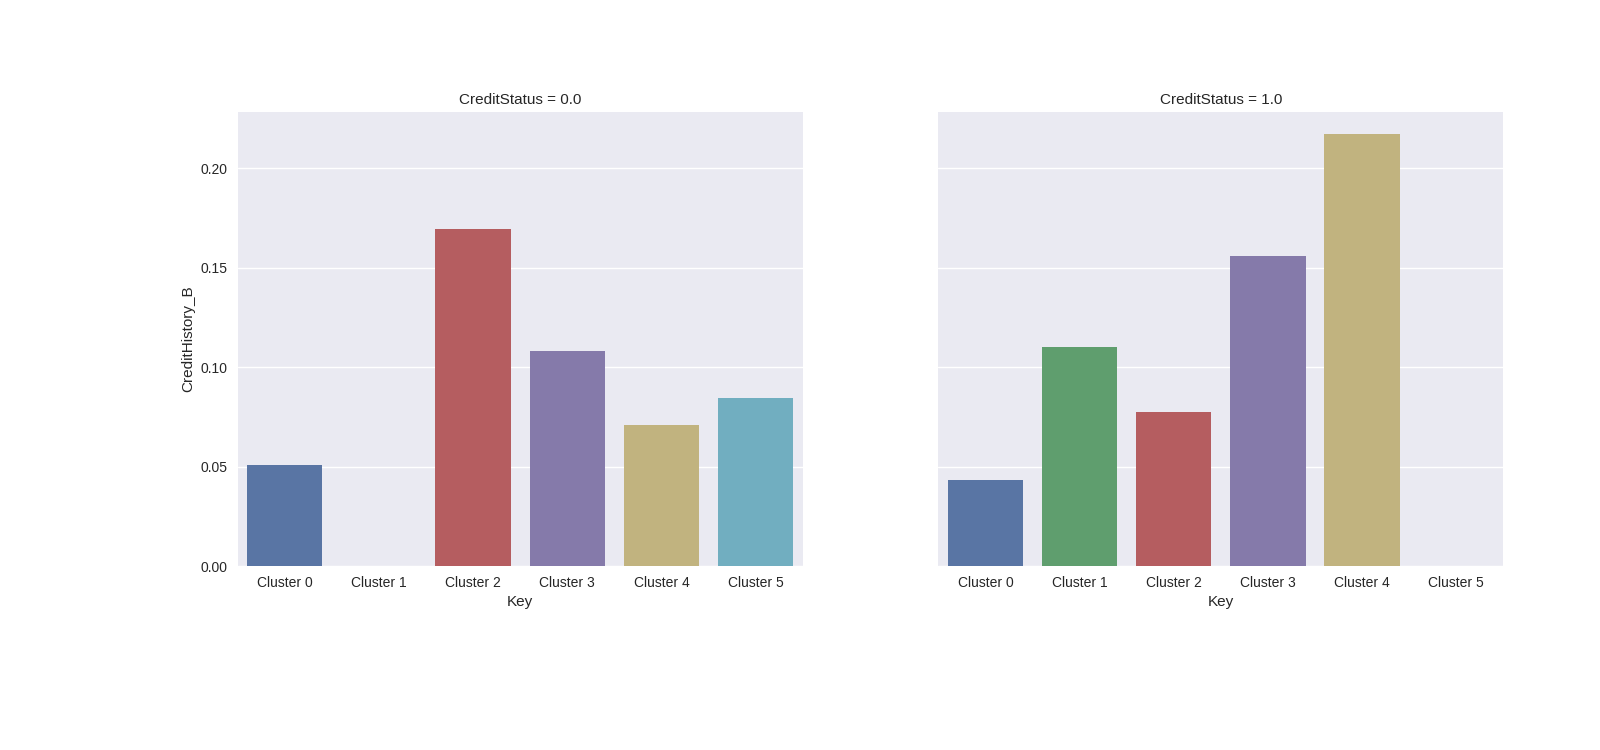 CreditStatus = 0.0
CreditHistory_B
0.20
0.15
0.10
0.05
0.00
Cluster 0 Cluster 1 Cluster 2 Cluster 3 Cluster 4 Cluster 5
Key
CreditStatus = 1.0
Cluster 0 Cluster 1 Cluster 2 Cluster 3 Cluster 4 Cluster 5
Key